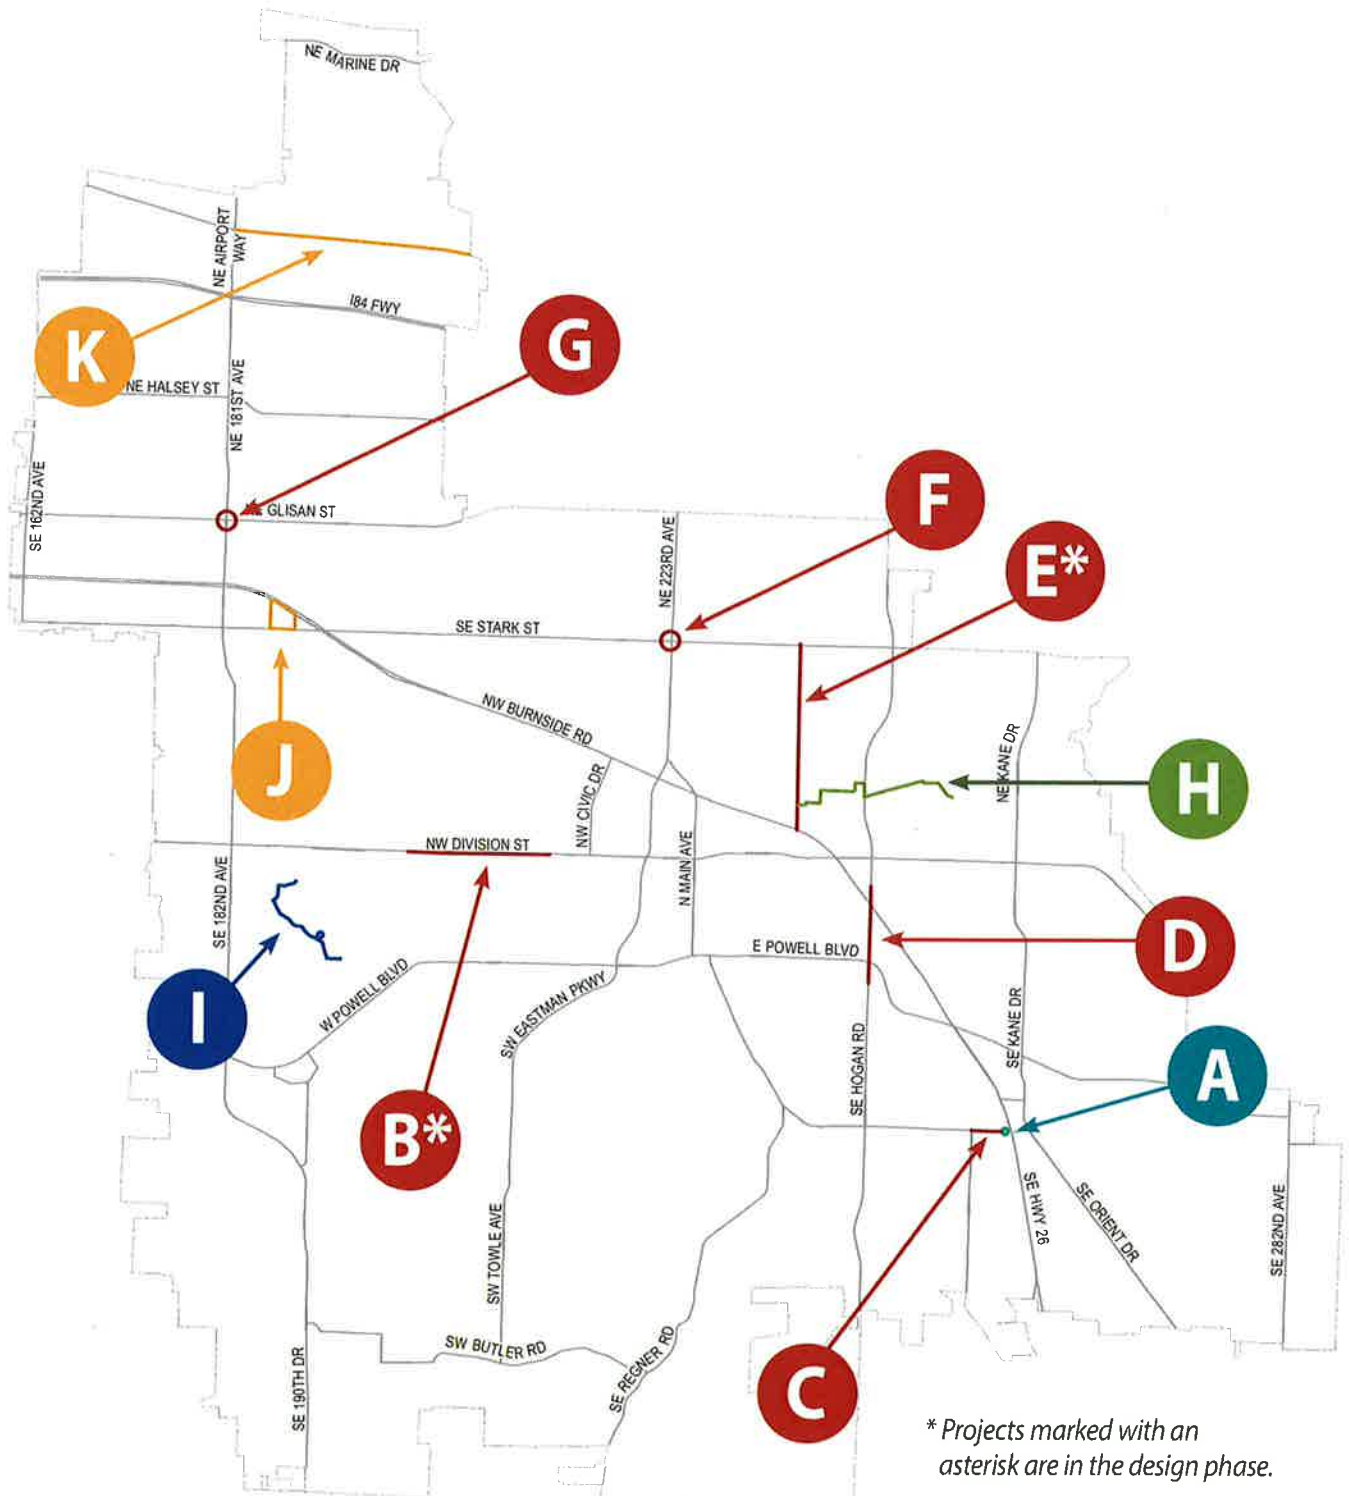 NE MARINE DR
NE AIRPORT
WAY
I84 FWY
K
G
NE HALSEY ST
NE 181ST AVE
SE 162ND AVE
GLISAN ST
F
NE 223RD AVE
E*
SE STARK ST
NW BURNSIDE RD
J
NE KANE DR
H
NW CIVIC DR
NW DIVISION ST
N MAIN AVE
SE 182ND AVE
D
E POWELL BLVD
I
W POWELL BLVD
SW EASTMAN PKWY
SE HOGAN RD
SE KANE DR
A
B*
SE HWY 26
SE ORIENT DR
SE 282ND AVE
SW TOWLE AVE
SW BUTLER RD
SE REGNER RD
SE 190TH DR
C
* Projects marked with an
asterisk are in the design phase.